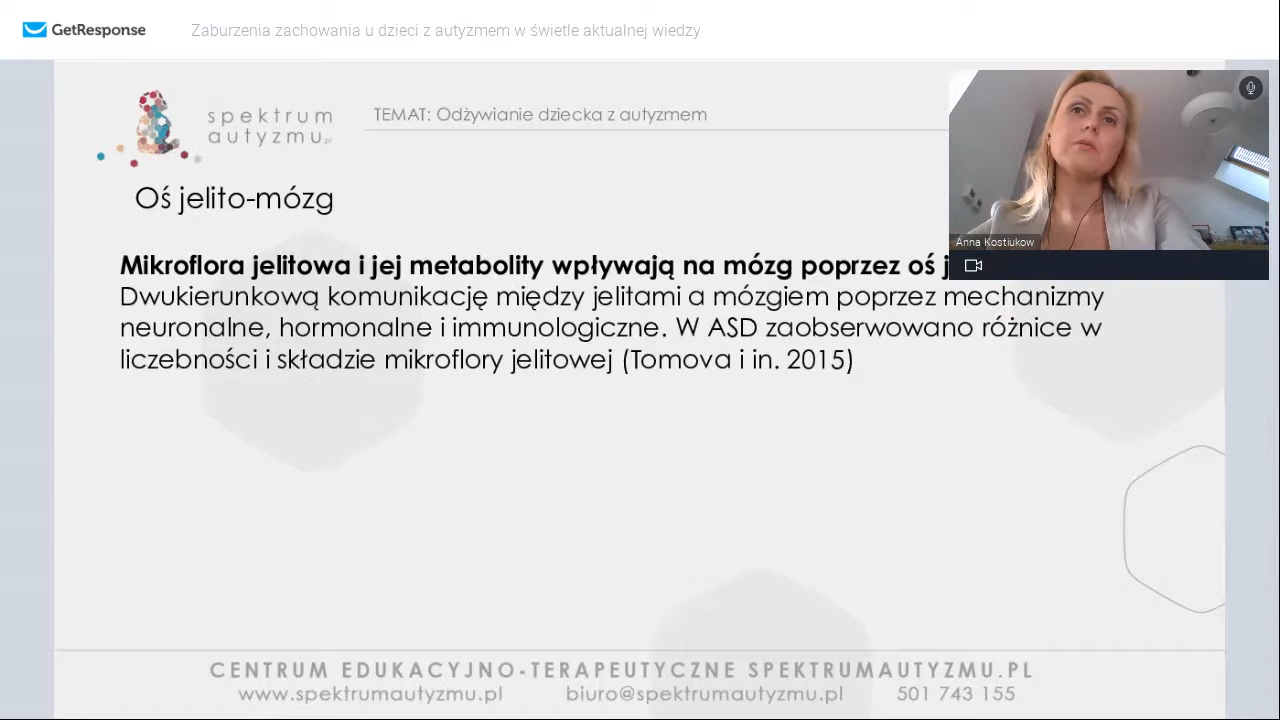 GetResponse
Zaburzenia zachowania u dzieci z autyzmem w świetle aktualnej wiedzy
spektrum
autyzmu.pl
TEMAT: Odżywianie dziecka z autyzmem
Anna Kostiukow
Oś jelito-mózg
Mikroflora jelitowa i jej metabolity wpływają na mózg poprzez oś
Dwukierunkową komunikację między jelitami a mózgiem poprzez mechanizmy
neuronalne, hormonalne i immunologiczne. W ASD zaobserwowano różnice w
liczebności i składzie mikroflory jelitowej (Tomova i in. 2015)
CENTRUM EDUKACYJNO-TERAPEUTYCZNE SPEKTRUMAUTYZMU.PL
www.spektrumautyzmu.pl biuro@spektrumautyzmu.pl 501 743 155